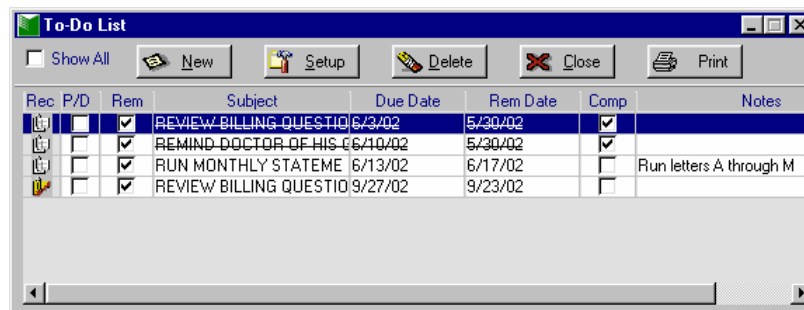 To-Do List
Show All New Setup Delete Close Print
Rec P/D Rem Subject Due Date Rem Date Comp Notes
REVIEW BILLING QUESTIO 6/3/02 5/30/02
REMIND DOCTOR OF HIS 6/10/02 5/30/02
RUN MONTHLY STATEME 6/13/02 6/17/02 Run letters A through M
REVIEW BILLING QUESTIO 9/27/02 9/23/02